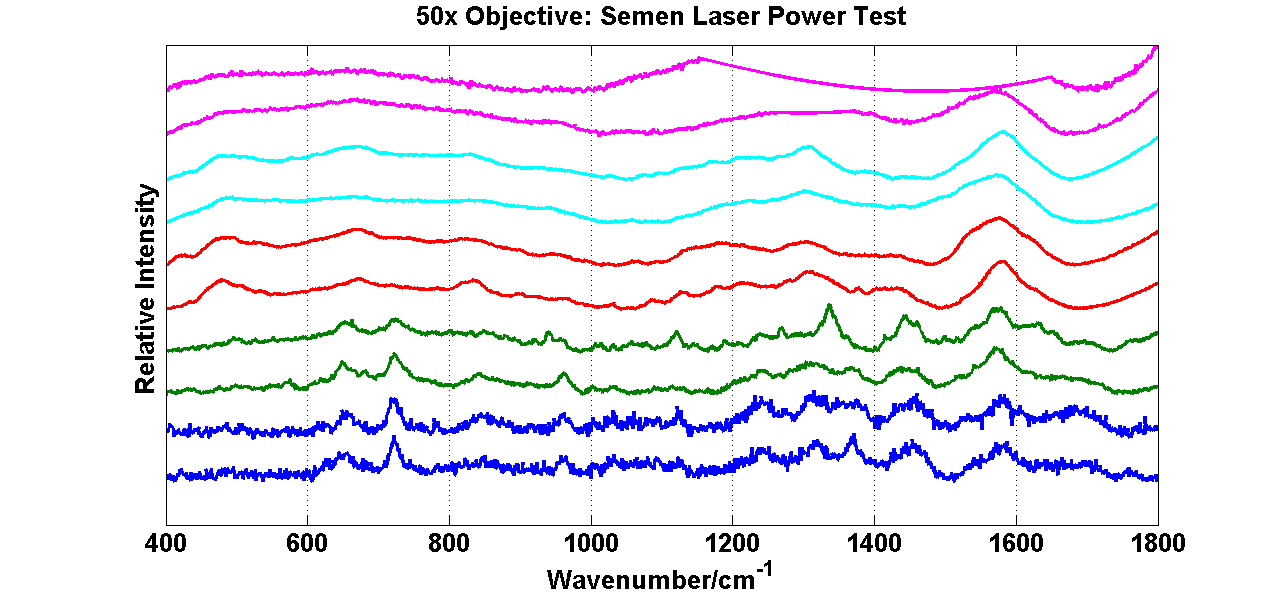 50x Objective: Semen Laser Power Test
Relative Intensity
400 600 800 1000 1200 1400 1600 1800
Wavenumber/cm⁻¹